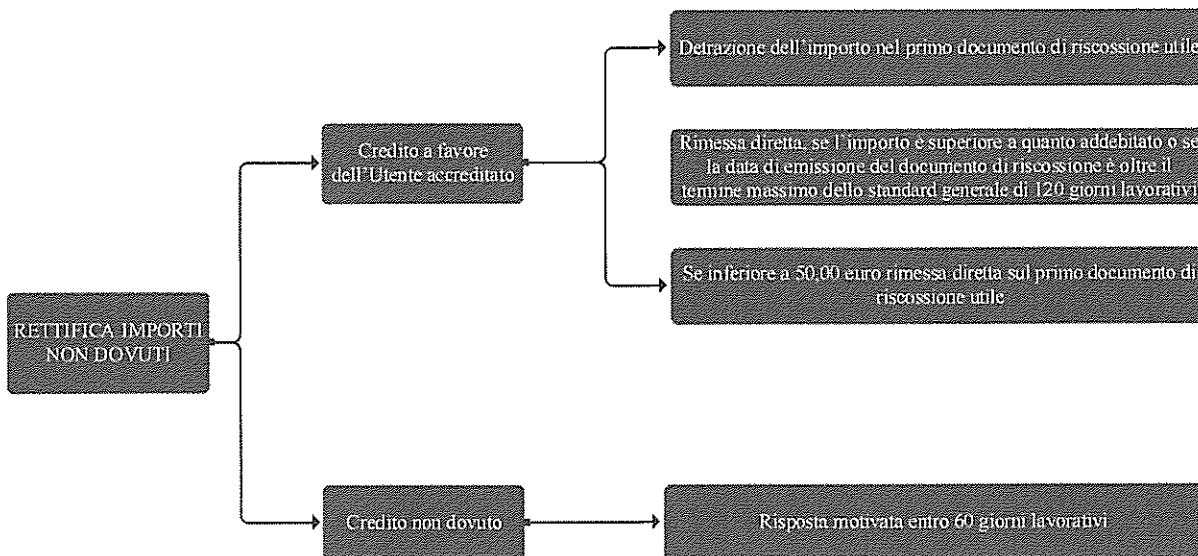 Detrazione dell'importo nel primo documento di riscossione utile
Credito a favore
dell'Utente accreditato
Rimessa diretta, se l'importo è superiore a quanto addebitato o se
la data di emissione del documento di riscossione è oltre il
termine massimo dello standard generale di 120 giorni lavorativi
Se inferiore a 50,00 euro rimessa diretta sul primo documento di
riscossione utile
RETTIFICA IMPORTI
NON DOVUTI
Credito non dovuto
Risposta motivata entro 60 giorni lavorativi